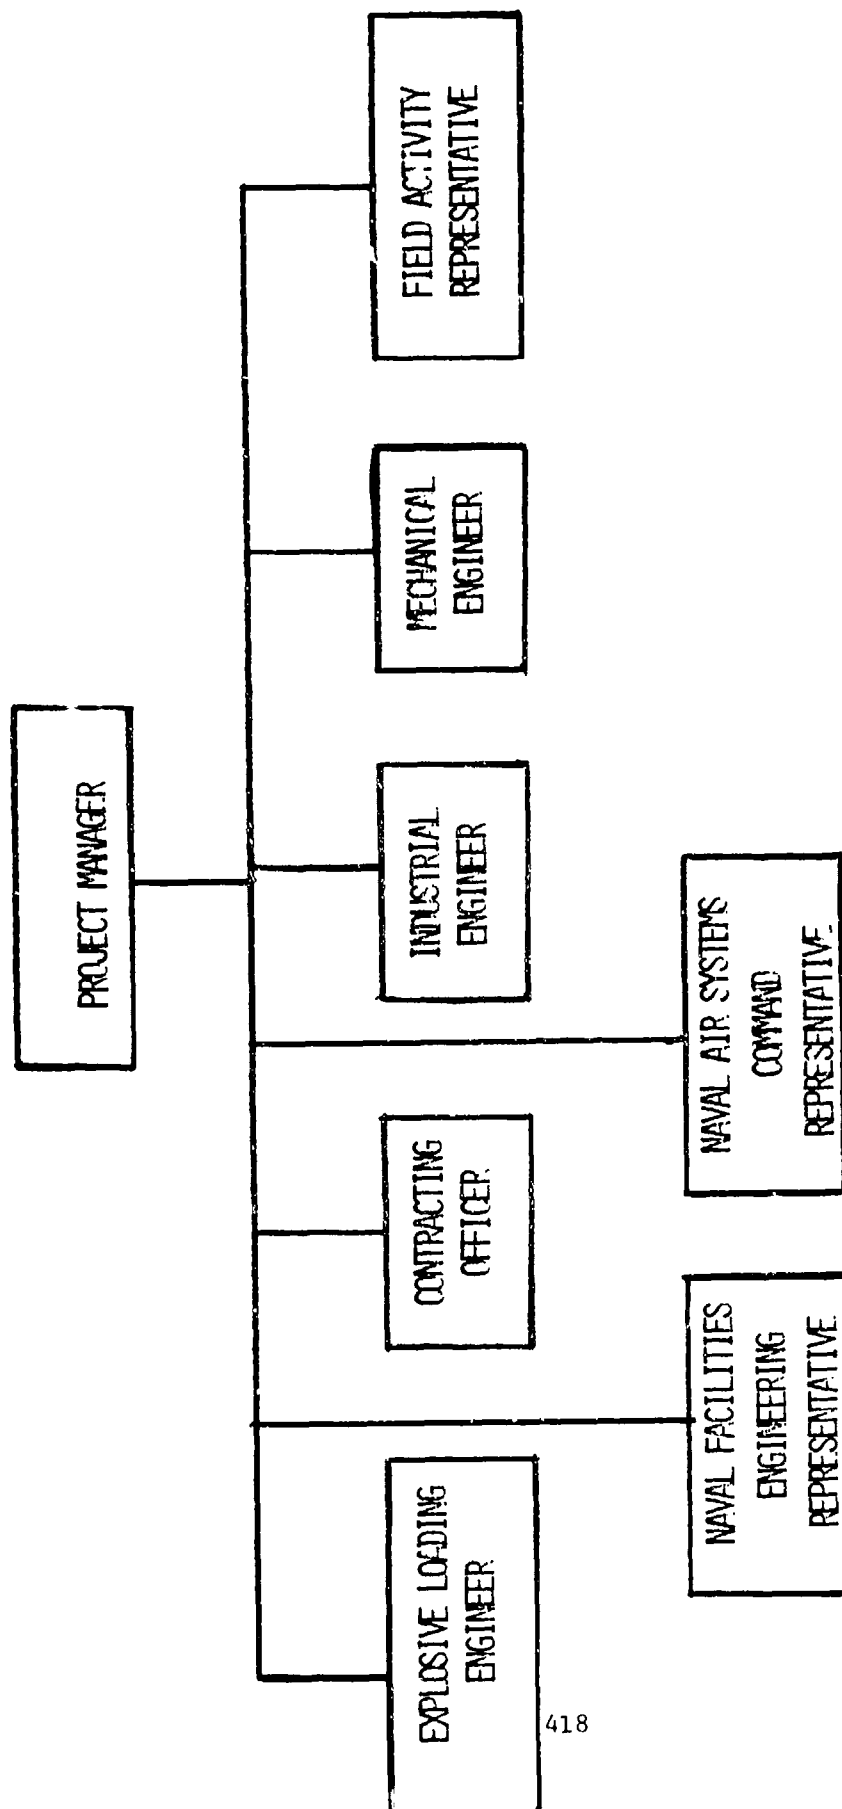 PROJECT MANAGER
EXPLOSIVE LOADING
ENGINEER
CONTRACTING
OFFICER
INDUSTRIAL
ENGINEER
MECHANICAL
ENGINEER
FIELD ACTIVITY
REPRESENTATIVE
NAVAL FACILITIES
ENGINEERING
REPRESENTATIVE
NAVAL AIR SYSTEMS
COMMAND
REPRESENTATIVE
418